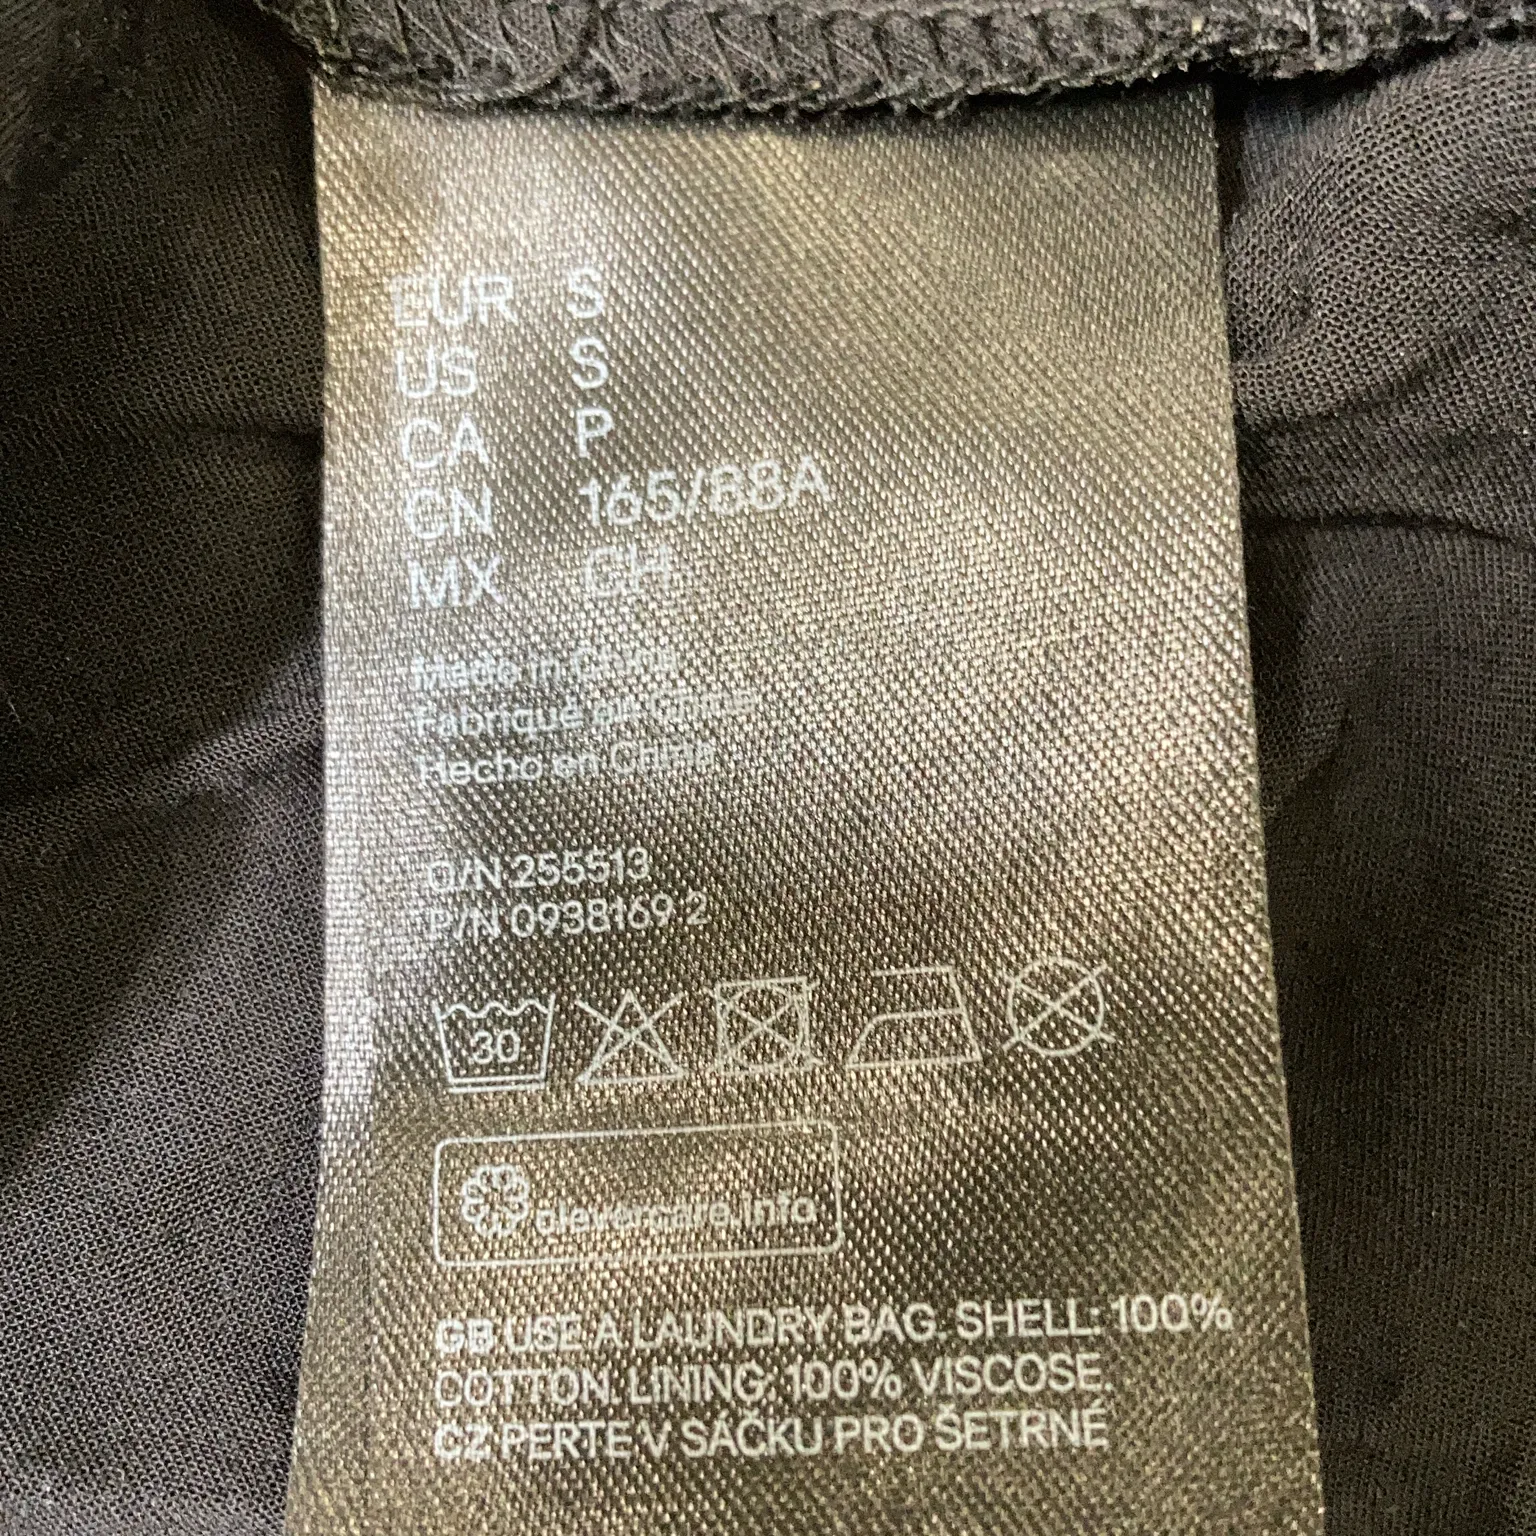 EUR S
US S
CA P
CN 165/88A
MX CH
Made in China
Fabriqué en Chine
Hecho en China
O/N 255513
P/N 0938169 2
30
clevercare.info
GB USE A LAUNDRY BAG. SHELL: 100%
COTTON. LINING: 100% VISCOSE.
CZ PERTE V SÁČKU PRO ŠETRNÉ